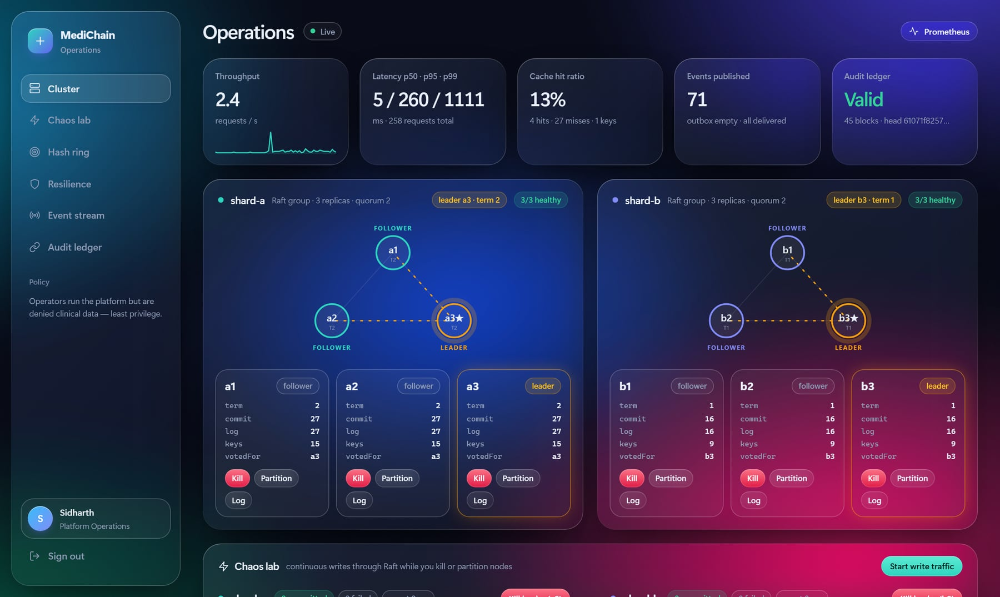 MediChain
Operations
Cluster
Chaos lab
Hash ring
Resilience
Event stream
Audit ledger
Policy
Operators run the platform but are
denied clinical data — least privilege.
S
Sidharth
Platform Operations
Sign out
Operations
Live
Prometheus
Throughput
2.4
requests / s
Latency p50 · p95 · p99
5 / 260 / 1111
ms · 258 requests total
Cache hit ratio
13%
4 hits · 27 misses · 1 keys
Events published
71
outbox empty · all delivered
Audit ledger
Valid
45 blocks · head 61071f8257...
shard-a Raft group · 3 replicas · quorum 2 leader a3 · term 2 3/3 healthy
FOLLOWER
a1
T2
a2
T2
a3★
T2
FOLLOWER
LEADER
a1 follower
term 2
commit 27
log 27
keys 15
votedFor a3
Kill Partition
Log
a2 follower
term 2
commit 27
log 27
keys 15
votedFor a3
Kill Partition
Log
a3 leader
term 2
commit 27
log 27
keys 15
votedFor a3
Kill Partition
Log
shard-b Raft group · 3 replicas · quorum 2 leader b3 · term 1 3/3 healthy
FOLLOWER
b1
T1
b2
T1
b3★
T1
FOLLOWER
LEADER
b1 follower
term 1
commit 16
log 16
keys 9
votedFor b3
Kill Partition
Log
b2 follower
term 1
commit 16
log 16
keys 9
votedFor b3
Kill Partition
Log
b3 leader
term 1
commit 16
log 16
keys 9
votedFor b3
Kill Partition
Log
Chaos lab continuous writes through Raft while you kill or partition nodes
Start write traffic